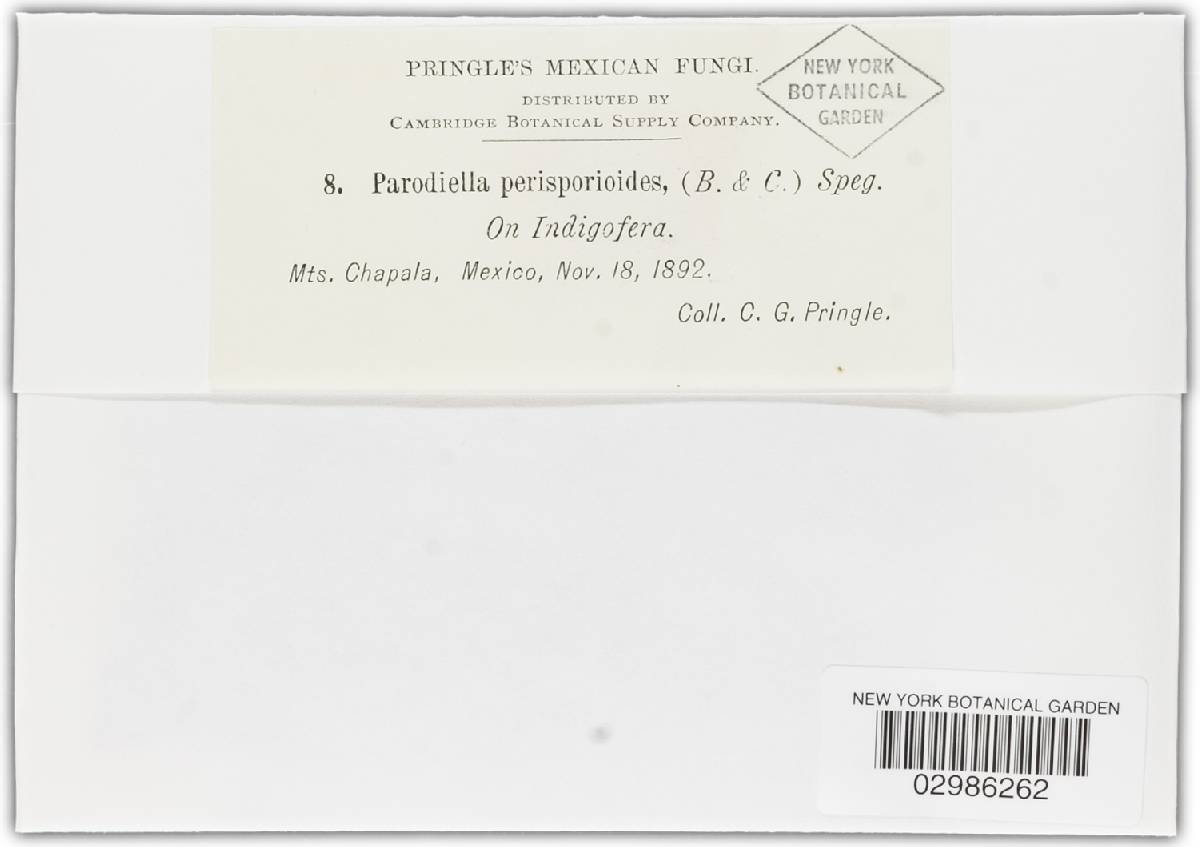 PRINGLE'S MEXICAN FUNGI.
DISTRIBUTED BY
CAMBRIDGE BOTANICAL SUPPLY COMPANY.
NEW YORK
BOTANICAL
GARDEN
8. Parodiella perisporioides, (B. & C.) Speg.
On Indigofera.
Mts. Chapala, Mexico, Nov. 18, 1892.
Coll. C. G. Pringle.
NEW YORK BOTANICAL GARDEN
02986262